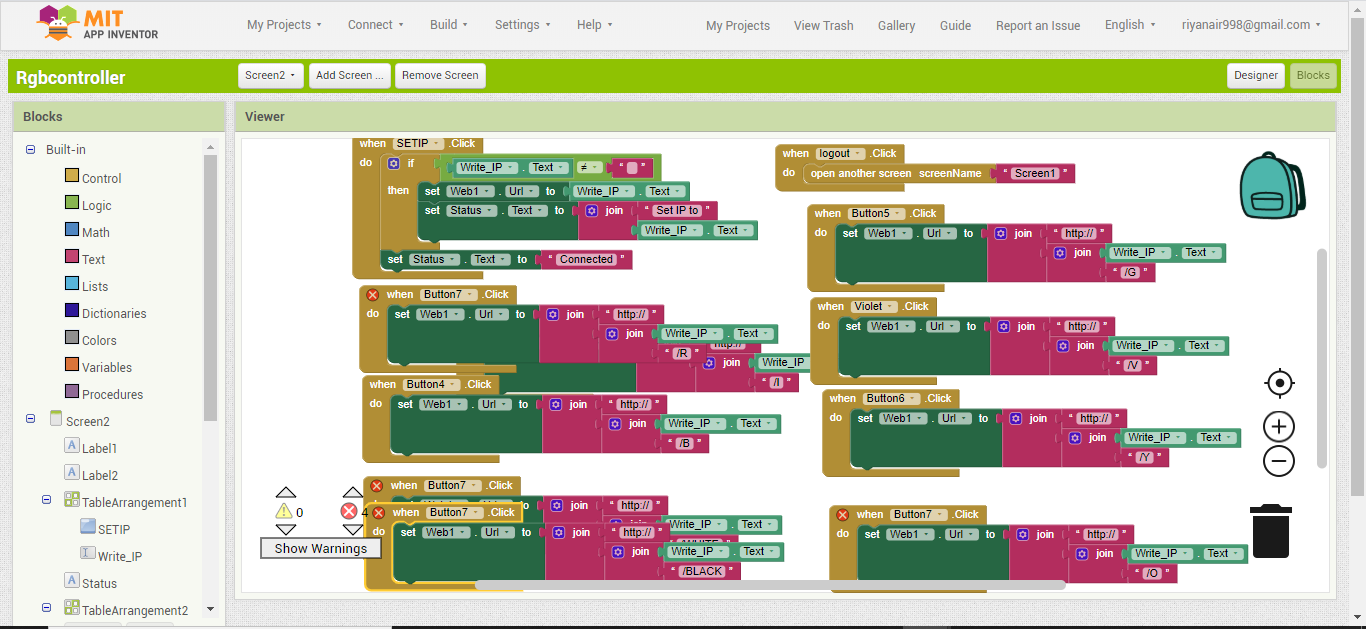 MIT
APP INVENTOR
My Projects Connect Build Settings Help My Projects View Trash Gallery Guide Report an Issue English riyanair998@gmail.com
Rgbcontroller Screen2 Add Screen ... Remove Screen Designer Blocks
Blocks
Built-in
Control
Logic
Math
Text
Lists
Dictionaries
Colors
Variables
Procedures
Screen2
Label1
Label2
TableArrangement1
SETIP
Write_IP
Status
TableArrangement2
Viewer
when SETIP .Click
do if Write_IP . Text ≠ " "
then set Web1 . Url to Write_IP . Text
set Status . Text to join " Set IP to "
Write_IP . Text
set Status . Text to " Connected "
when Button7 .Click
do set Web1 . Url to join " http:// "
join Write_IP . Text
" /R "
http://
join Write_IP
" /I "
when Button4 .Click
do set Web1 . Url to join " http:// "
join Write_IP . Text
" /B "
when Button7 .Click
join " http:// "
Write_IP . Text
when Button7 .Click
do set Web1 . Url to join " http:// "
join Write_IP . Text
" /BLACK "
0 4
Show Warnings
when logout .Click
do open another screen screenName " Screen1 "
when Button5 .Click
do set Web1 . Url to join " http:// "
join Write_IP . Text
" /G "
when Violet .Click
do set Web1 . Url to join " http:// "
join Write_IP . Text
" /V "
when Button6 .Click
do set Web1 . Url to join " http:// "
join Write_IP . Text
" /Y "
when Button7 .Click
do set Web1 . Url to join " http:// "
join Write_IP . Text
" /O "